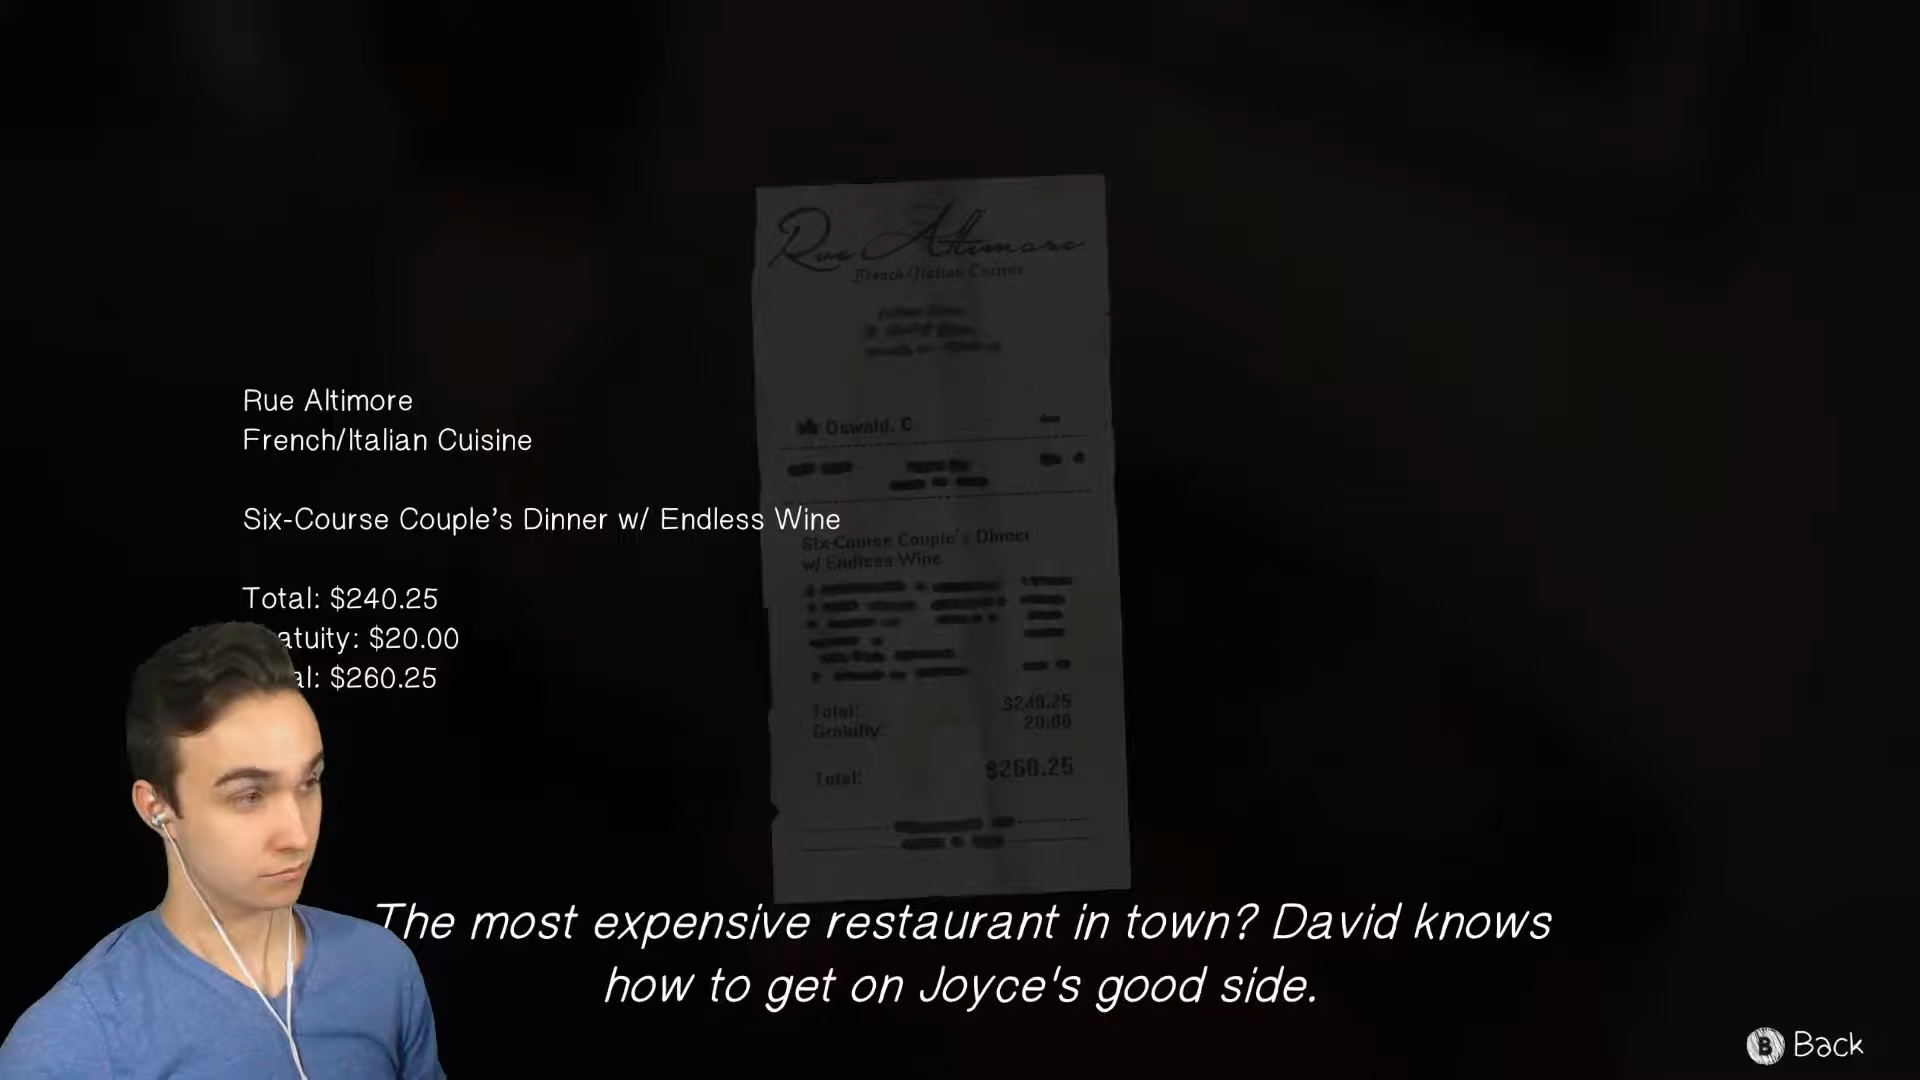 Rue Altimore
French/Italian Cuisine
Oswald, C.
Six-Course Couple's Dinner
w/ Endless Wine
Total: $240.25
Gratuity: 20.00
Total: $260.25
Rue Altimore
French/Italian Cuisine
Six-Course Couple's Dinner w/ Endless Wine
Total: $240.25
atuity: $20.00
al: $260.25
The most expensive restaurant in town? David knows
how to get on Joyce's good side.
B Back